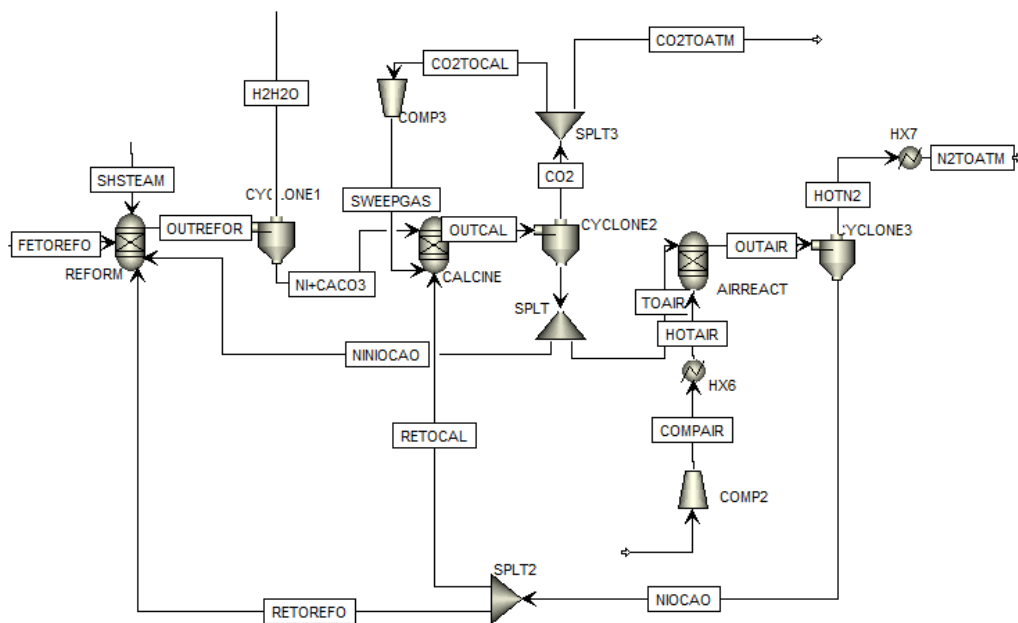 CO2TOATM
CO2TOCAL
H2H2O
COMP3
SPLT3
HX7
N2TOATM
SHSTEAM
CYCLONE1
SWEEPGAS
CO2
HOTN2
OUTREFOR
OUTCAL
CYCLONE2
OUTAIR
CYCLONE3
FETOREFO
REFORM
NI+CACO3
CALCINE
AIRREACT
TOAIR
SPLT
HOTAIR
NINIOCAO
HX6
RETOCAL
COMPAIR
COMP2
SPLT2
RETOREFO
NIOCAO